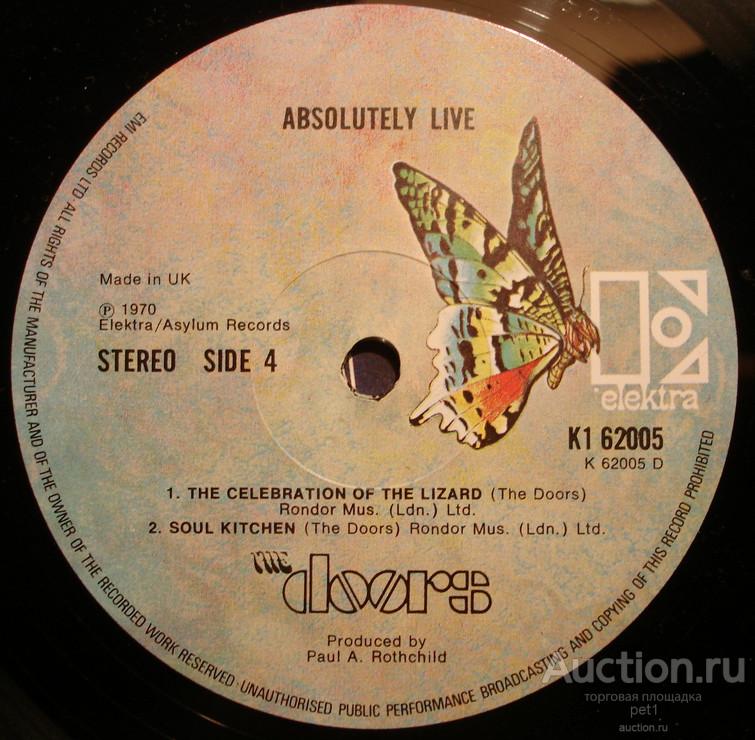 ABSOLUTELY LIVE
EMI RECORDS LTD· ALL RIGHTS OF THE MANUFACTURER AND OF THE OWNER OF THE RECORDED WORK RESERVED·UNAUTHORISED PUBLIC PERFORMANCE BROADCASTING AND COPYING OF THIS RECORD PROHIBITED
Made in UK
℗ 1970
Elektra/Asylum Records
STEREO SIDE 4
elektra
K1 62005
K 62005 D
1. THE CELEBRATION OF THE LIZARD (The Doors)
Rondor Mus. (Ldn.) Ltd.
2. SOUL KITCHEN (The Doors) Rondor Mus. (Ldn.) Ltd.
THE
doors
Produced by
Paul A. Rothchild
Auction.ru
торговая площадка
pet1
auction.ru